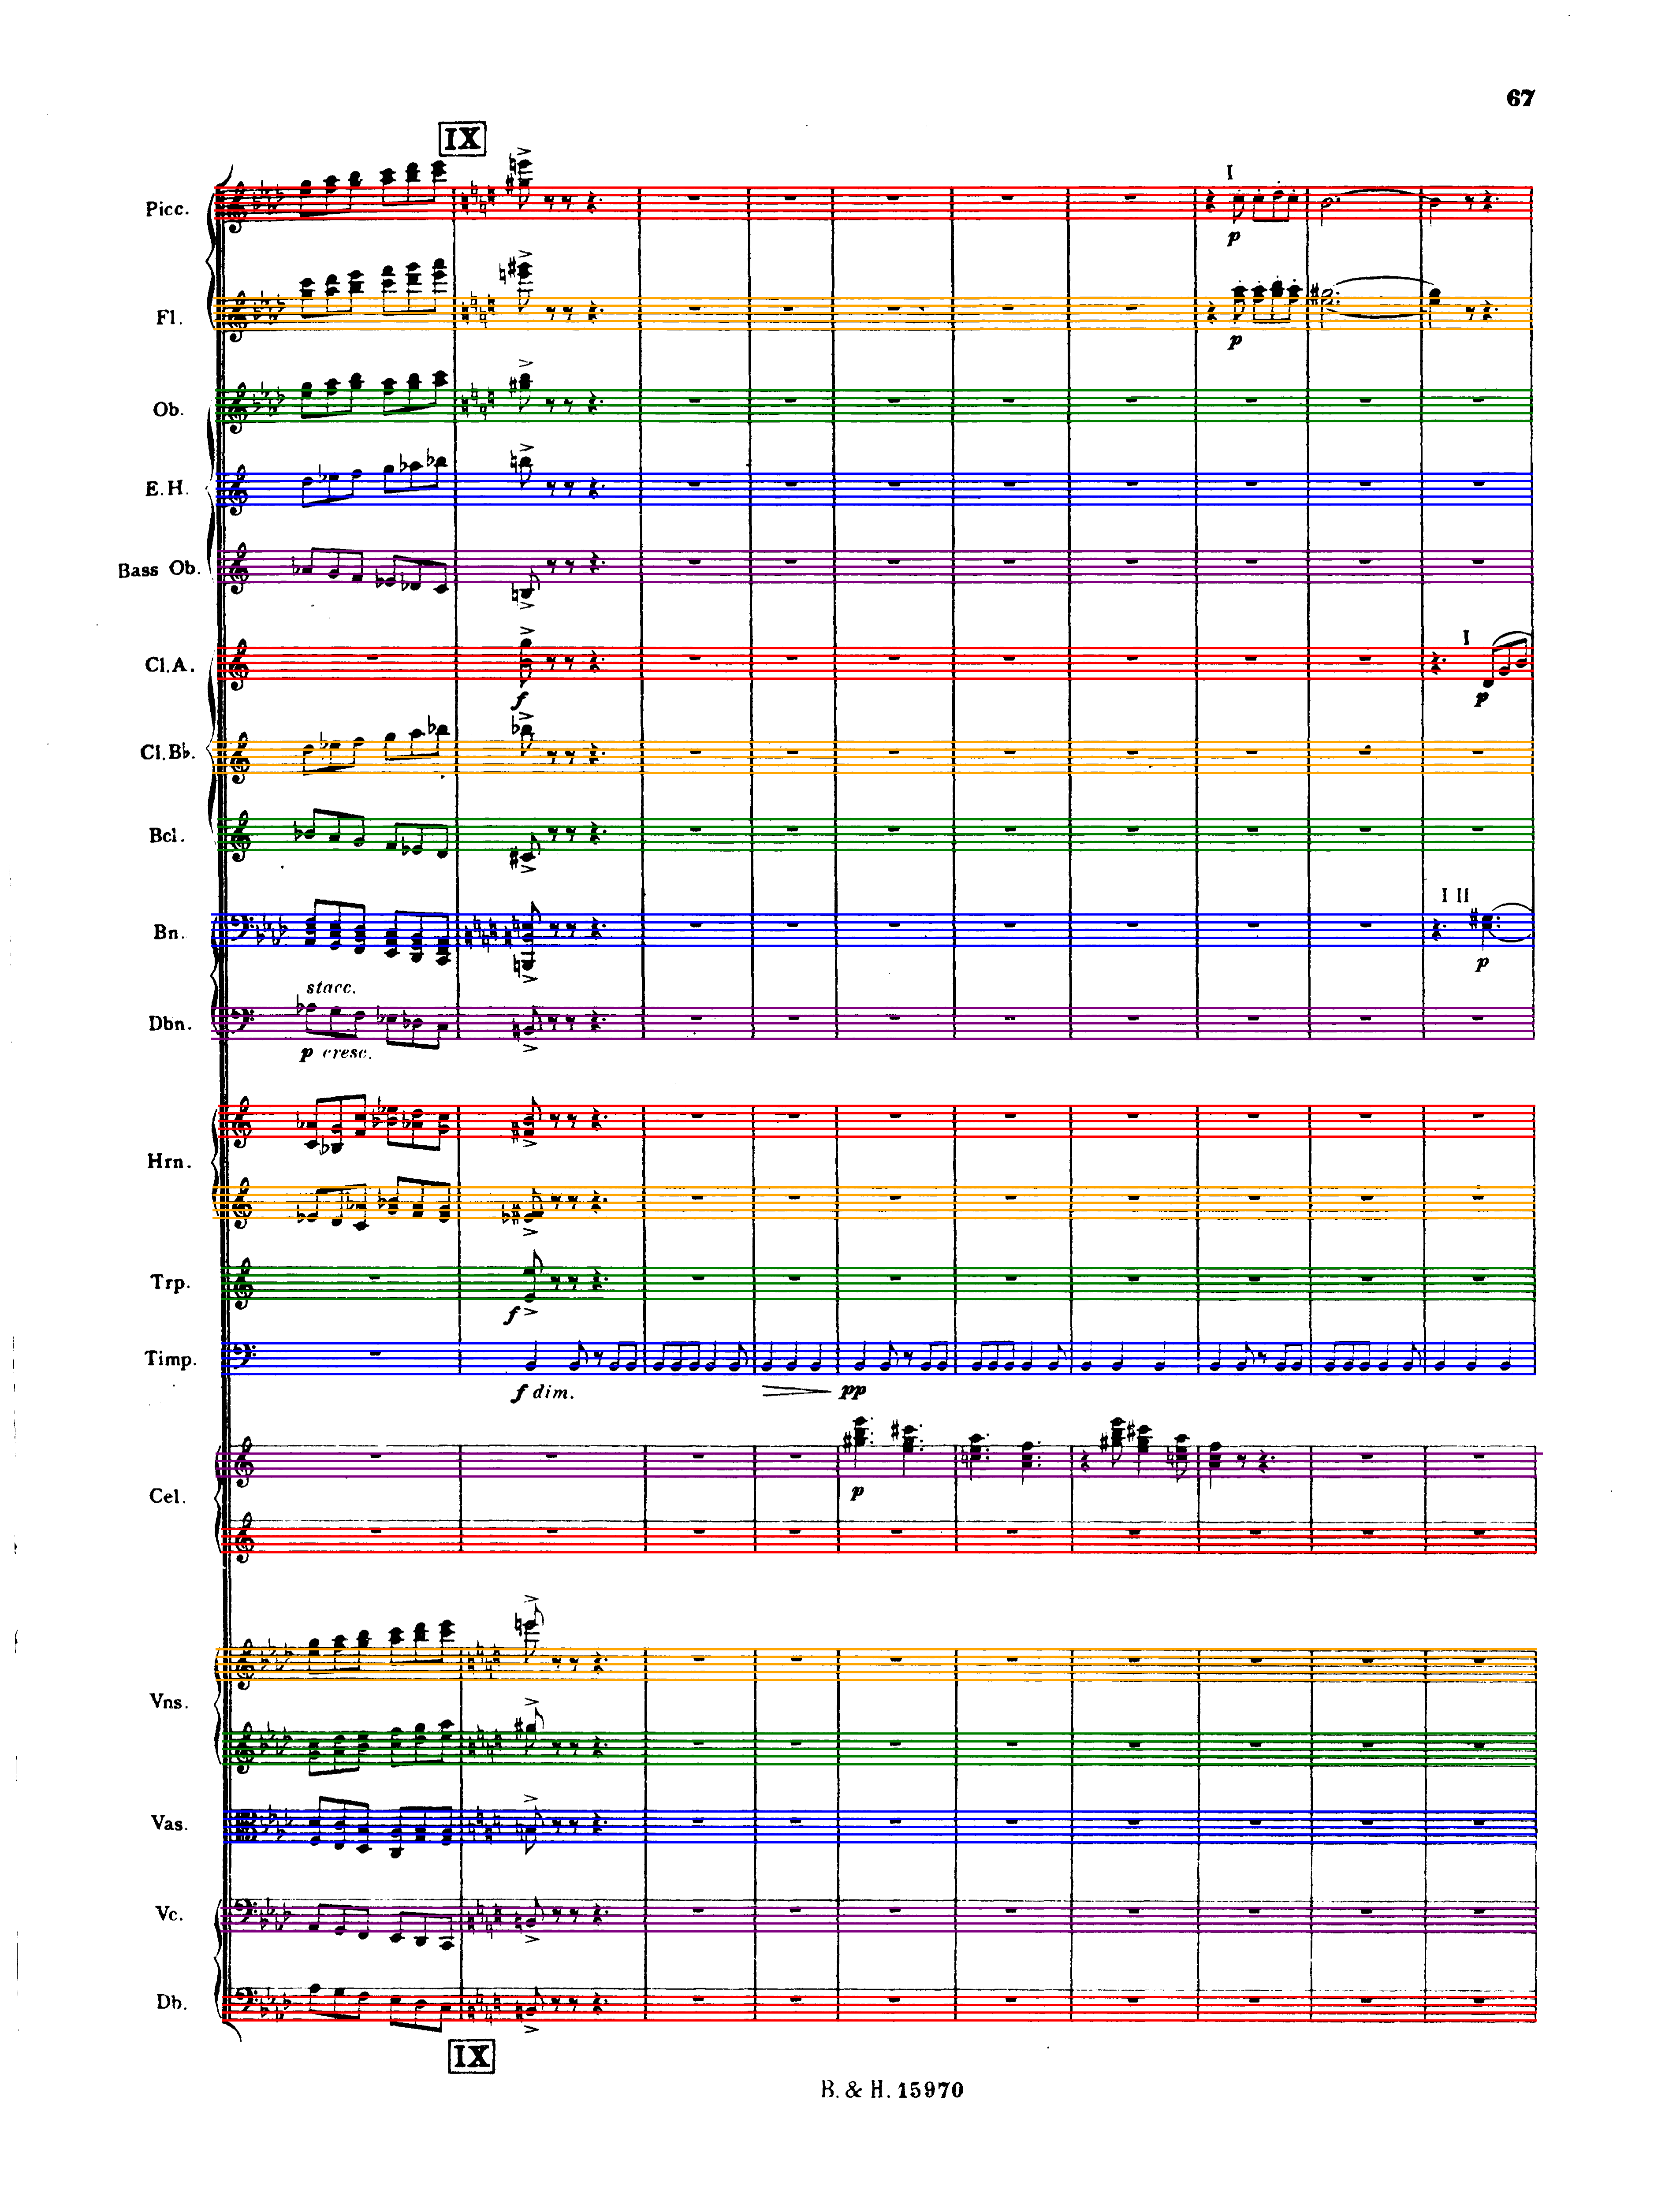 67
IX
Picc.
I
p
Fl.
p
Ob.
E.H.
Bass Ob.
Cl.A.
f
I
p
Cl.Bb.
Bcl.
Bn.
I II
p
stacc.
Dbn.
p cresc.
Hrn.
Trp.
f
Timp.
f dim.
pp
Cel.
p
Vns.
Vas.
Vc.
Db.
IX
B. & H. 15970